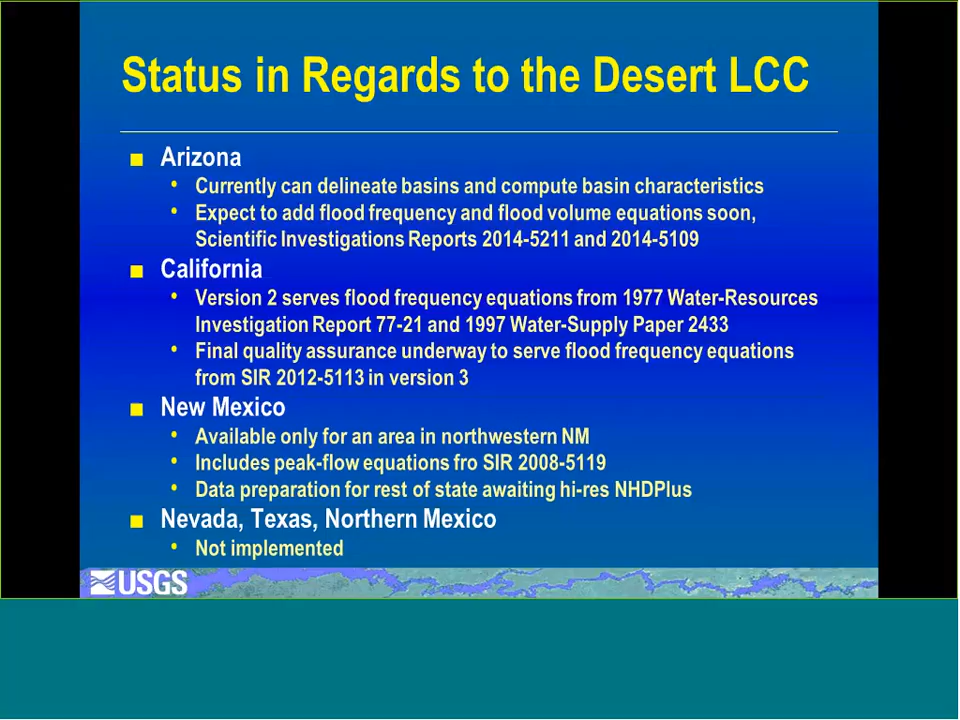 Status in Regards to the Desert LCC
Arizona
Currently can delineate basins and compute basin characteristics
Expect to add flood frequency and flood volume equations soon,
Scientific Investigations Reports 2014-5211 and 2014-5109
California
Version 2 serves flood frequency equations from 1977 Water-Resources
Investigation Report 77-21 and 1997 Water-Supply Paper 2433
Final quality assurance underway to serve flood frequency equations
from SIR 2012-5113 in version 3
New Mexico
Available only for an area in northwestern NM
Includes peak-flow equations fro SIR 2008-5119
Data preparation for rest of state awaiting hi-res NHDPlus
Nevada, Texas, Northern Mexico
Not implemented
USGS